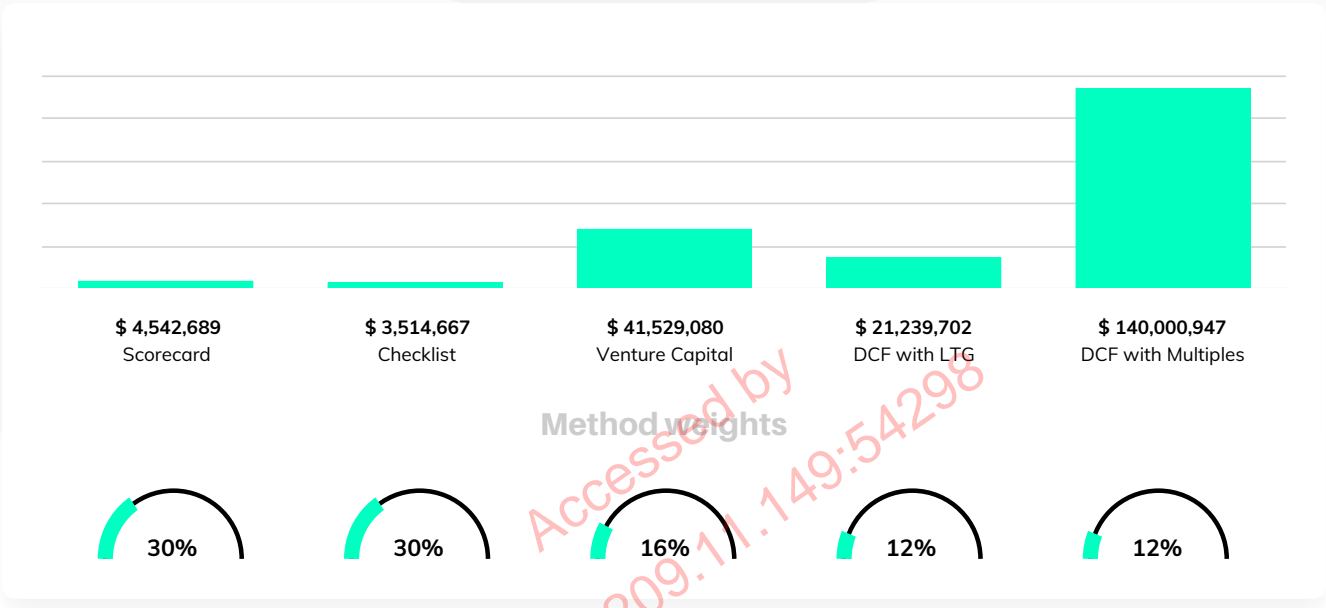 $ 4,542,689 $ 3,514,667 $ 41,529,080 $ 21,239,702 $ 140,000,947
Scorecard Checklist Venture Capital DCF with LTG DCF with Multiples
Method weights
30% 30% 16% 12% 12%
Accessed by
209.11.149:54298